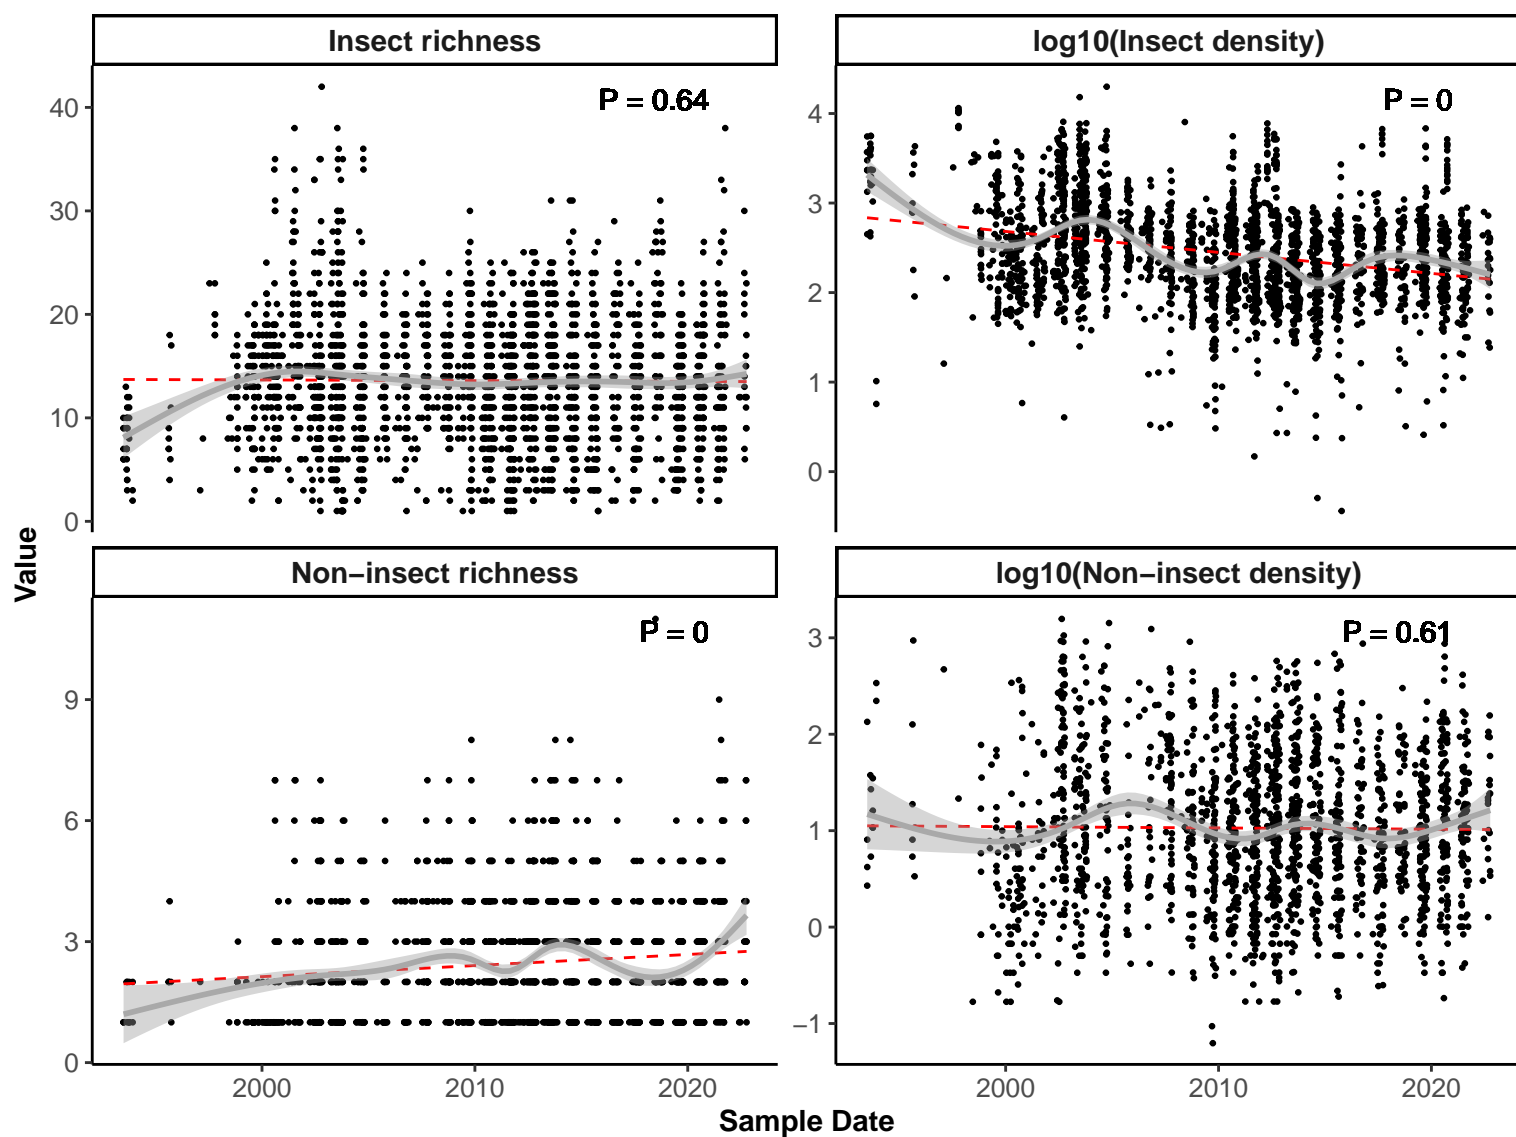 Insect richness
log10(Insect density)
P = 0.64
P = 0
40
30
20
10
0
4
3
2
1
0
Non−insect richness
log10(Non−insect density)
P = 0
P = 0.61
9
6
3
0
3
2
1
0
−1
2000
2010
2020
2000
2010
2020
Value
Sample Date